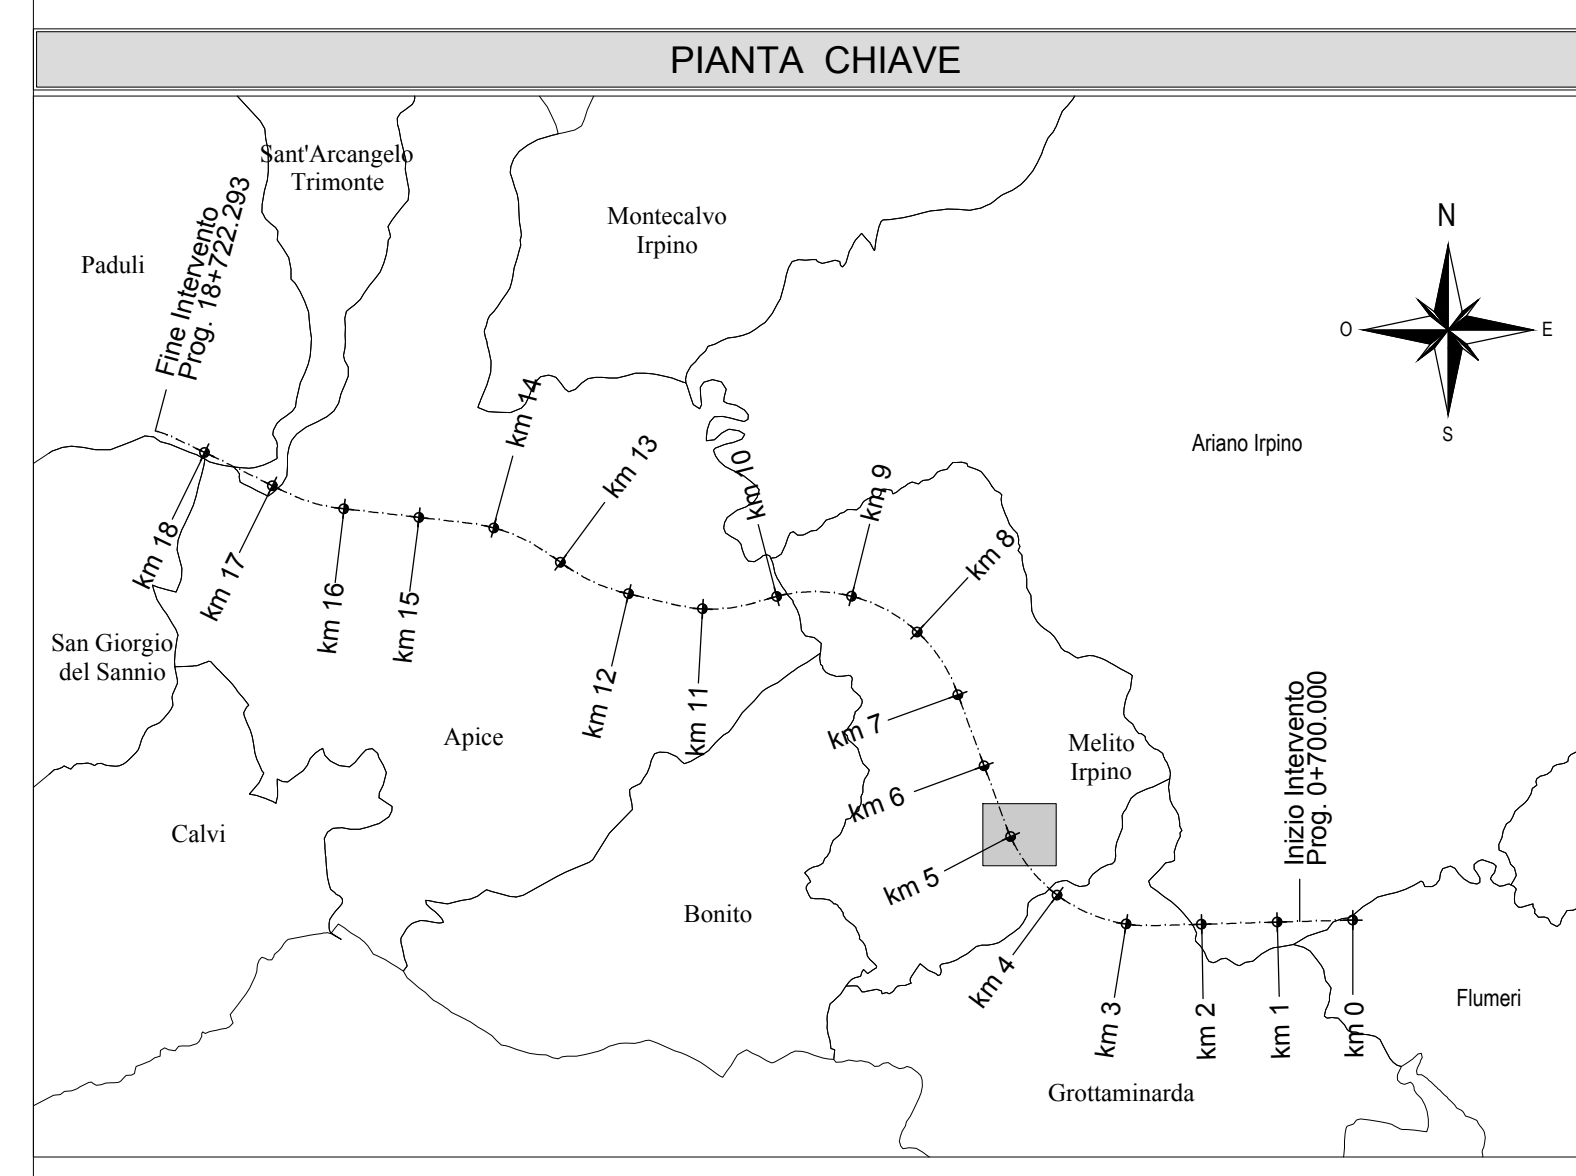 PIANTA CHIAVE
Sant'Arcangelo
Trimonte
Montecalvo
Irpino
Paduli
Fine Intervento
Prog. 18+722.293
N
O
E
S
Ariano Irpino
km 14
km 13
km 10
km 9
km 8
km 18
km 17
km 16
km 15
km 12
km 11
San Giorgio
del Sannio
Apice
km 7
km 6
km 5
Melito
Irpino
Inizio Intervento
Prog. 0+700.000
Calvi
Bonito
km 4
km 3
km 2
km 1
km 0
Flumeri
Grottaminarda